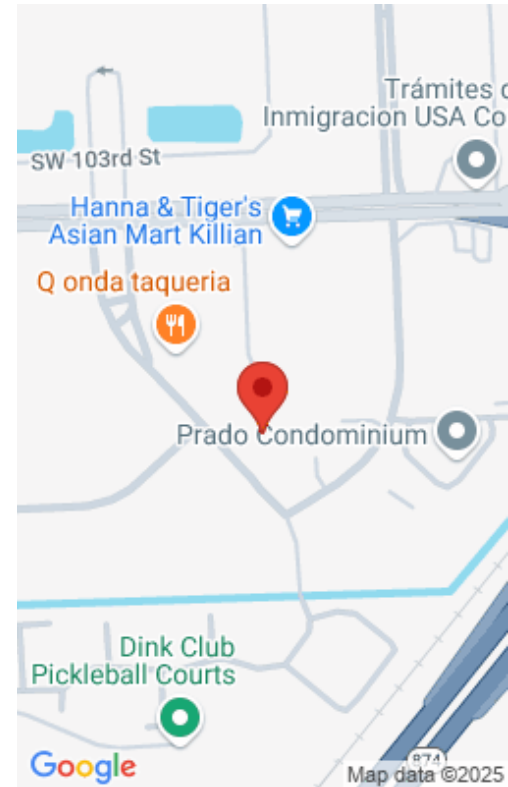 Trámites d
Inmigracion USA Co
SW 103rd St
Hanna & Tiger's
Asian Mart Killian
Q onda taqueria
Prado Condominium
Dink Club
Pickleball Courts
874
Google
Map data ©2025